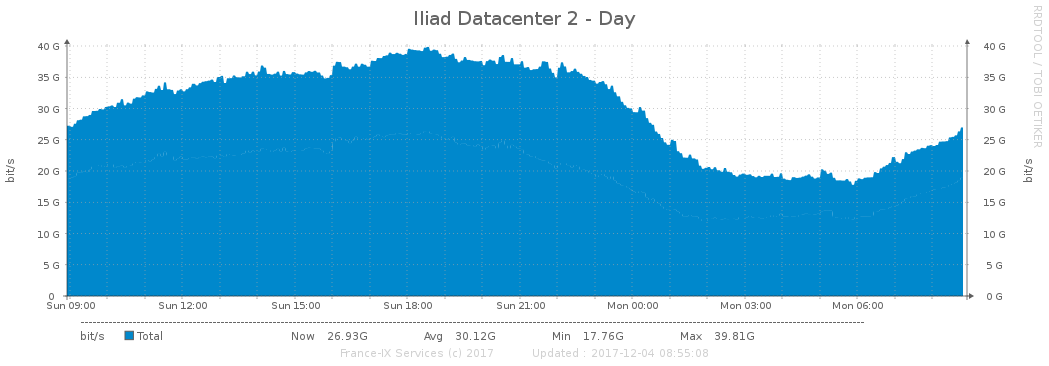 Iliad Datacenter 2 - Day
RRDTOOL / TOBI OETIKER
bit/s
40 G 40 G
35 G 35 G
30 G 30 G
25 G 25 G
20 G 20 G
15 G 15 G
10 G 10 G
5 G 5 G
0 0 G
bit/s
Sun 09:00 Sun 12:00 Sun 15:00 Sun 18:00 Sun 21:00 Mon 00:00 Mon 03:00 Mon 06:00
bit/s Total Now 26.93G Avg 30.12G Min 17.76G Max 39.81G
France-IX Services (c) 2017 Updated : 2017-12-04 08:55:08